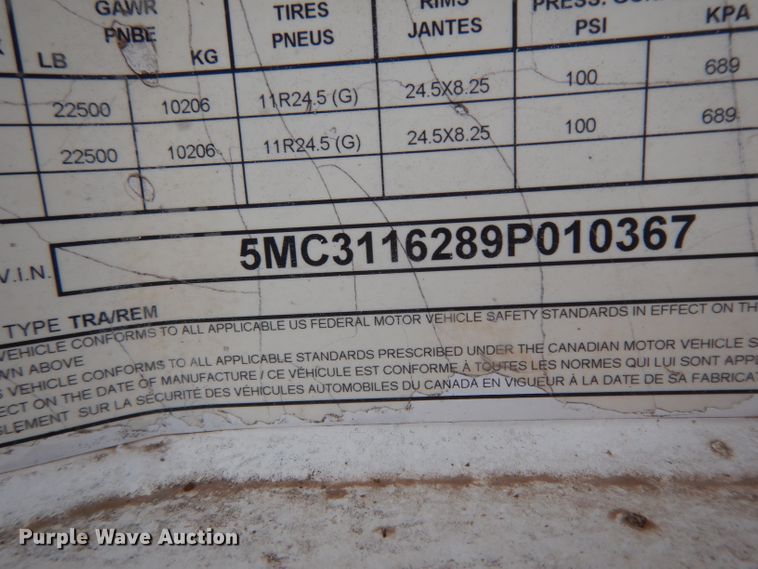 GAWR TIRES RIMS
PNBE PNEUS JANTES PSI KPA
LB KG
22500 10206 11R24.5 (G) 24.5X8.25 100 689
22500 10206 11R24.5 (G) 24.5X8.25 100 689
V.I.N. 5MC3116289P010367
TYPE TRA/REM
VEHICLE CONFORMS TO ALL APPLICABLE US FEDERAL MOTOR VEHICLE SAFETY STANDARDS IN EFFECT ON THE
WN ABOVE
S VEHICLE CONFORMS TO ALL APPLICABLE STANDARDS PRESCRIBED UNDER THE CANADIAN MOTOR VEHICLE S
ECT ON THE DATE OF MANUFACTURE / CE VÉHICULE EST CONFORME À TOUTES LES NORMES QUI LUI SONT APP
GLEMENT SUR LA SÉCURITÉ DES VÉHICULES AUTOMOBILES DU CANADA EN VIGUEUR À LA DATE DE SA FABRICAT
Purple Wave Auction